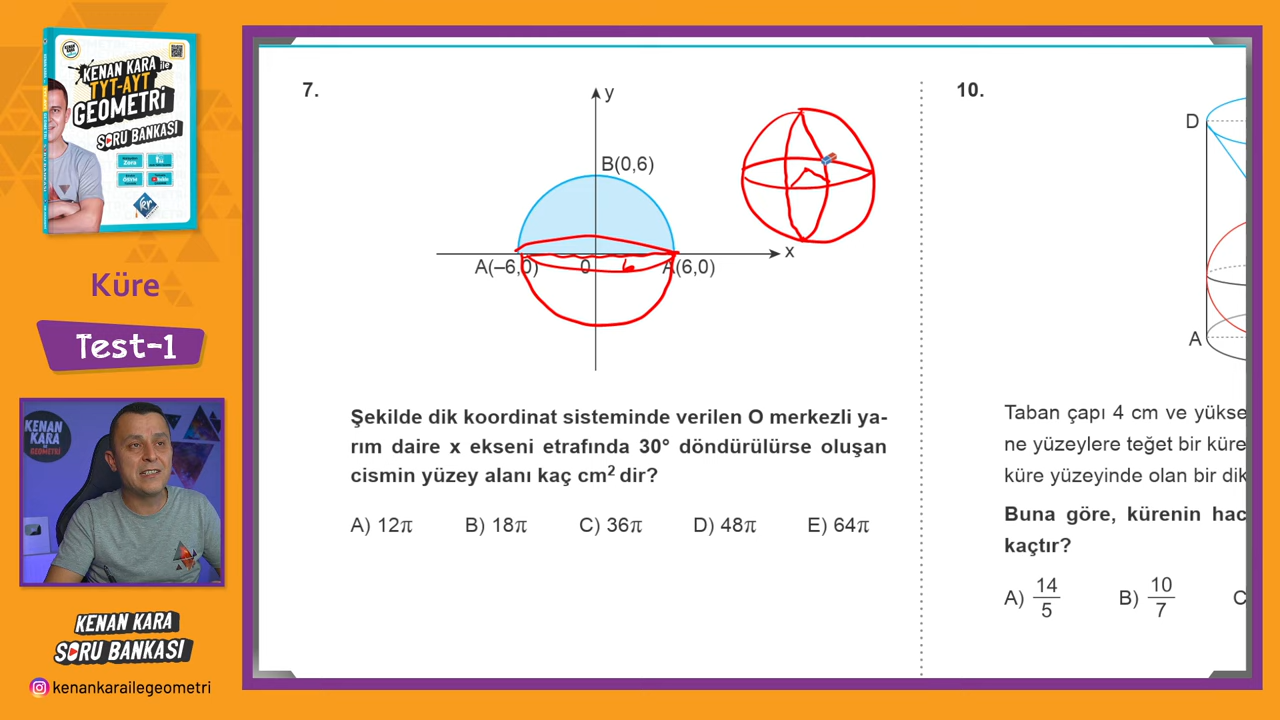 KENAN KARA ile
TYT-AYT
GEOMETRİ
SORU BANKASI
Küre
Test-1
KENAN
KARA
GEOMETRİ
KENAN KARA
SORU BANKASI
kenankarailegeometri
7.
y
B(0,6)
x
A(–6,0)
0
6
A(6,0)
Şekilde dik koordinat sisteminde verilen O merkezli ya-
rım daire x ekseni etrafında 30° döndürülürse oluşan
cismin yüzey alanı kaç cm² dir?
A) 12π B) 18π C) 36π D) 48π E) 64π
10.
D
A
Taban çapı 4 cm ve yükse
ne yüzeylere teğet bir küre
küre yüzeyinde olan bir dik
Buna göre, kürenin hac
kaçtır?
A) 14/5 B) 10/7 C